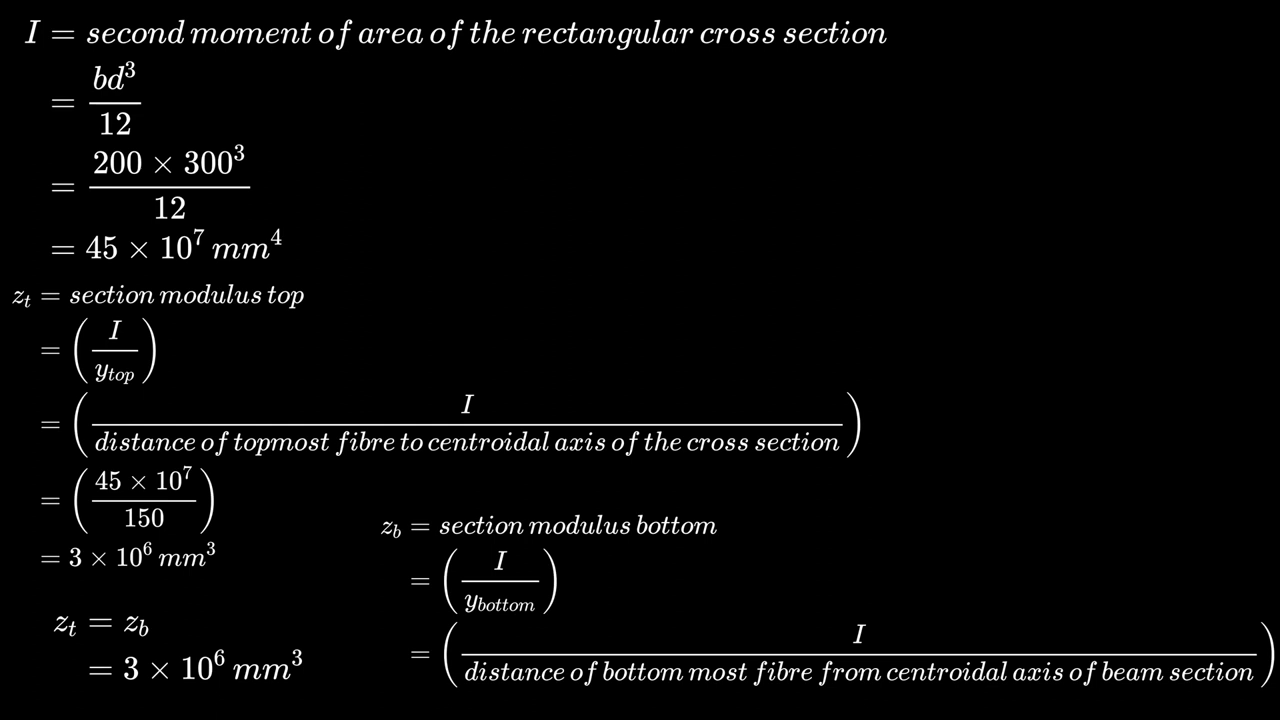 I = second moment of area of the rectangular cross section
= bd³/12
= 200 × 300³/12
= 45 × 10⁷ mm⁴
z_t = section modulus top
= (I/y_top)
= (I/distance of topmost fibre to centroidal axis of the cross section)
= (45 × 10⁷/150)
= 3 × 10⁶ mm³
z_t = z_b
= 3 × 10⁶ mm³
z_b = section modulus bottom
= (I/y_bottom)
= (I/distance of bottom most fibre from centroidal axis of beam section)